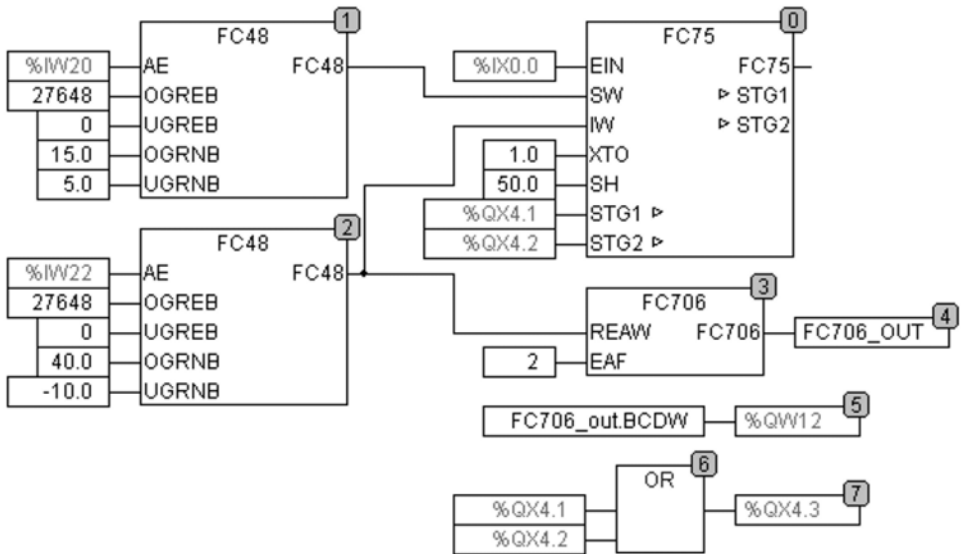 1
FC48
%IW20 AE FC48
27648 OGREB
0 UGREB
15.0 OGRNB
5.0 UGRNB
0
FC75
%IX0.0 EIN FC75
SW STG1
IW STG2
1.0 XTO
50.0 SH
%QX4.1 STG1
%QX4.2 STG2
2
FC48
%IW22 AE FC48
27648 OGREB
0 UGREB
40.0 OGRNB
-10.0 UGRNB
3
FC706
REAW FC706
2 EAF
4
FC706_OUT
5
FC706_out.BCDW %QW12
6
OR
%QX4.1
%QX4.2
7
%QX4.3